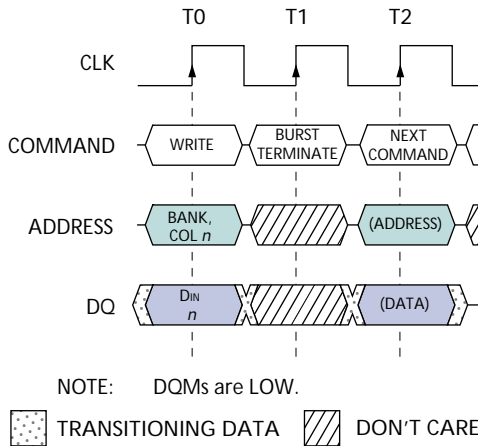 T0 T1 T2
CLK
COMMAND WRITE BURST TERMINATE NEXT COMMAND
ADDRESS BANK, COL n (ADDRESS)
DQ DIN n (DATA)
NOTE: DQMs are LOW.
TRANSITIONING DATA DON'T CARE